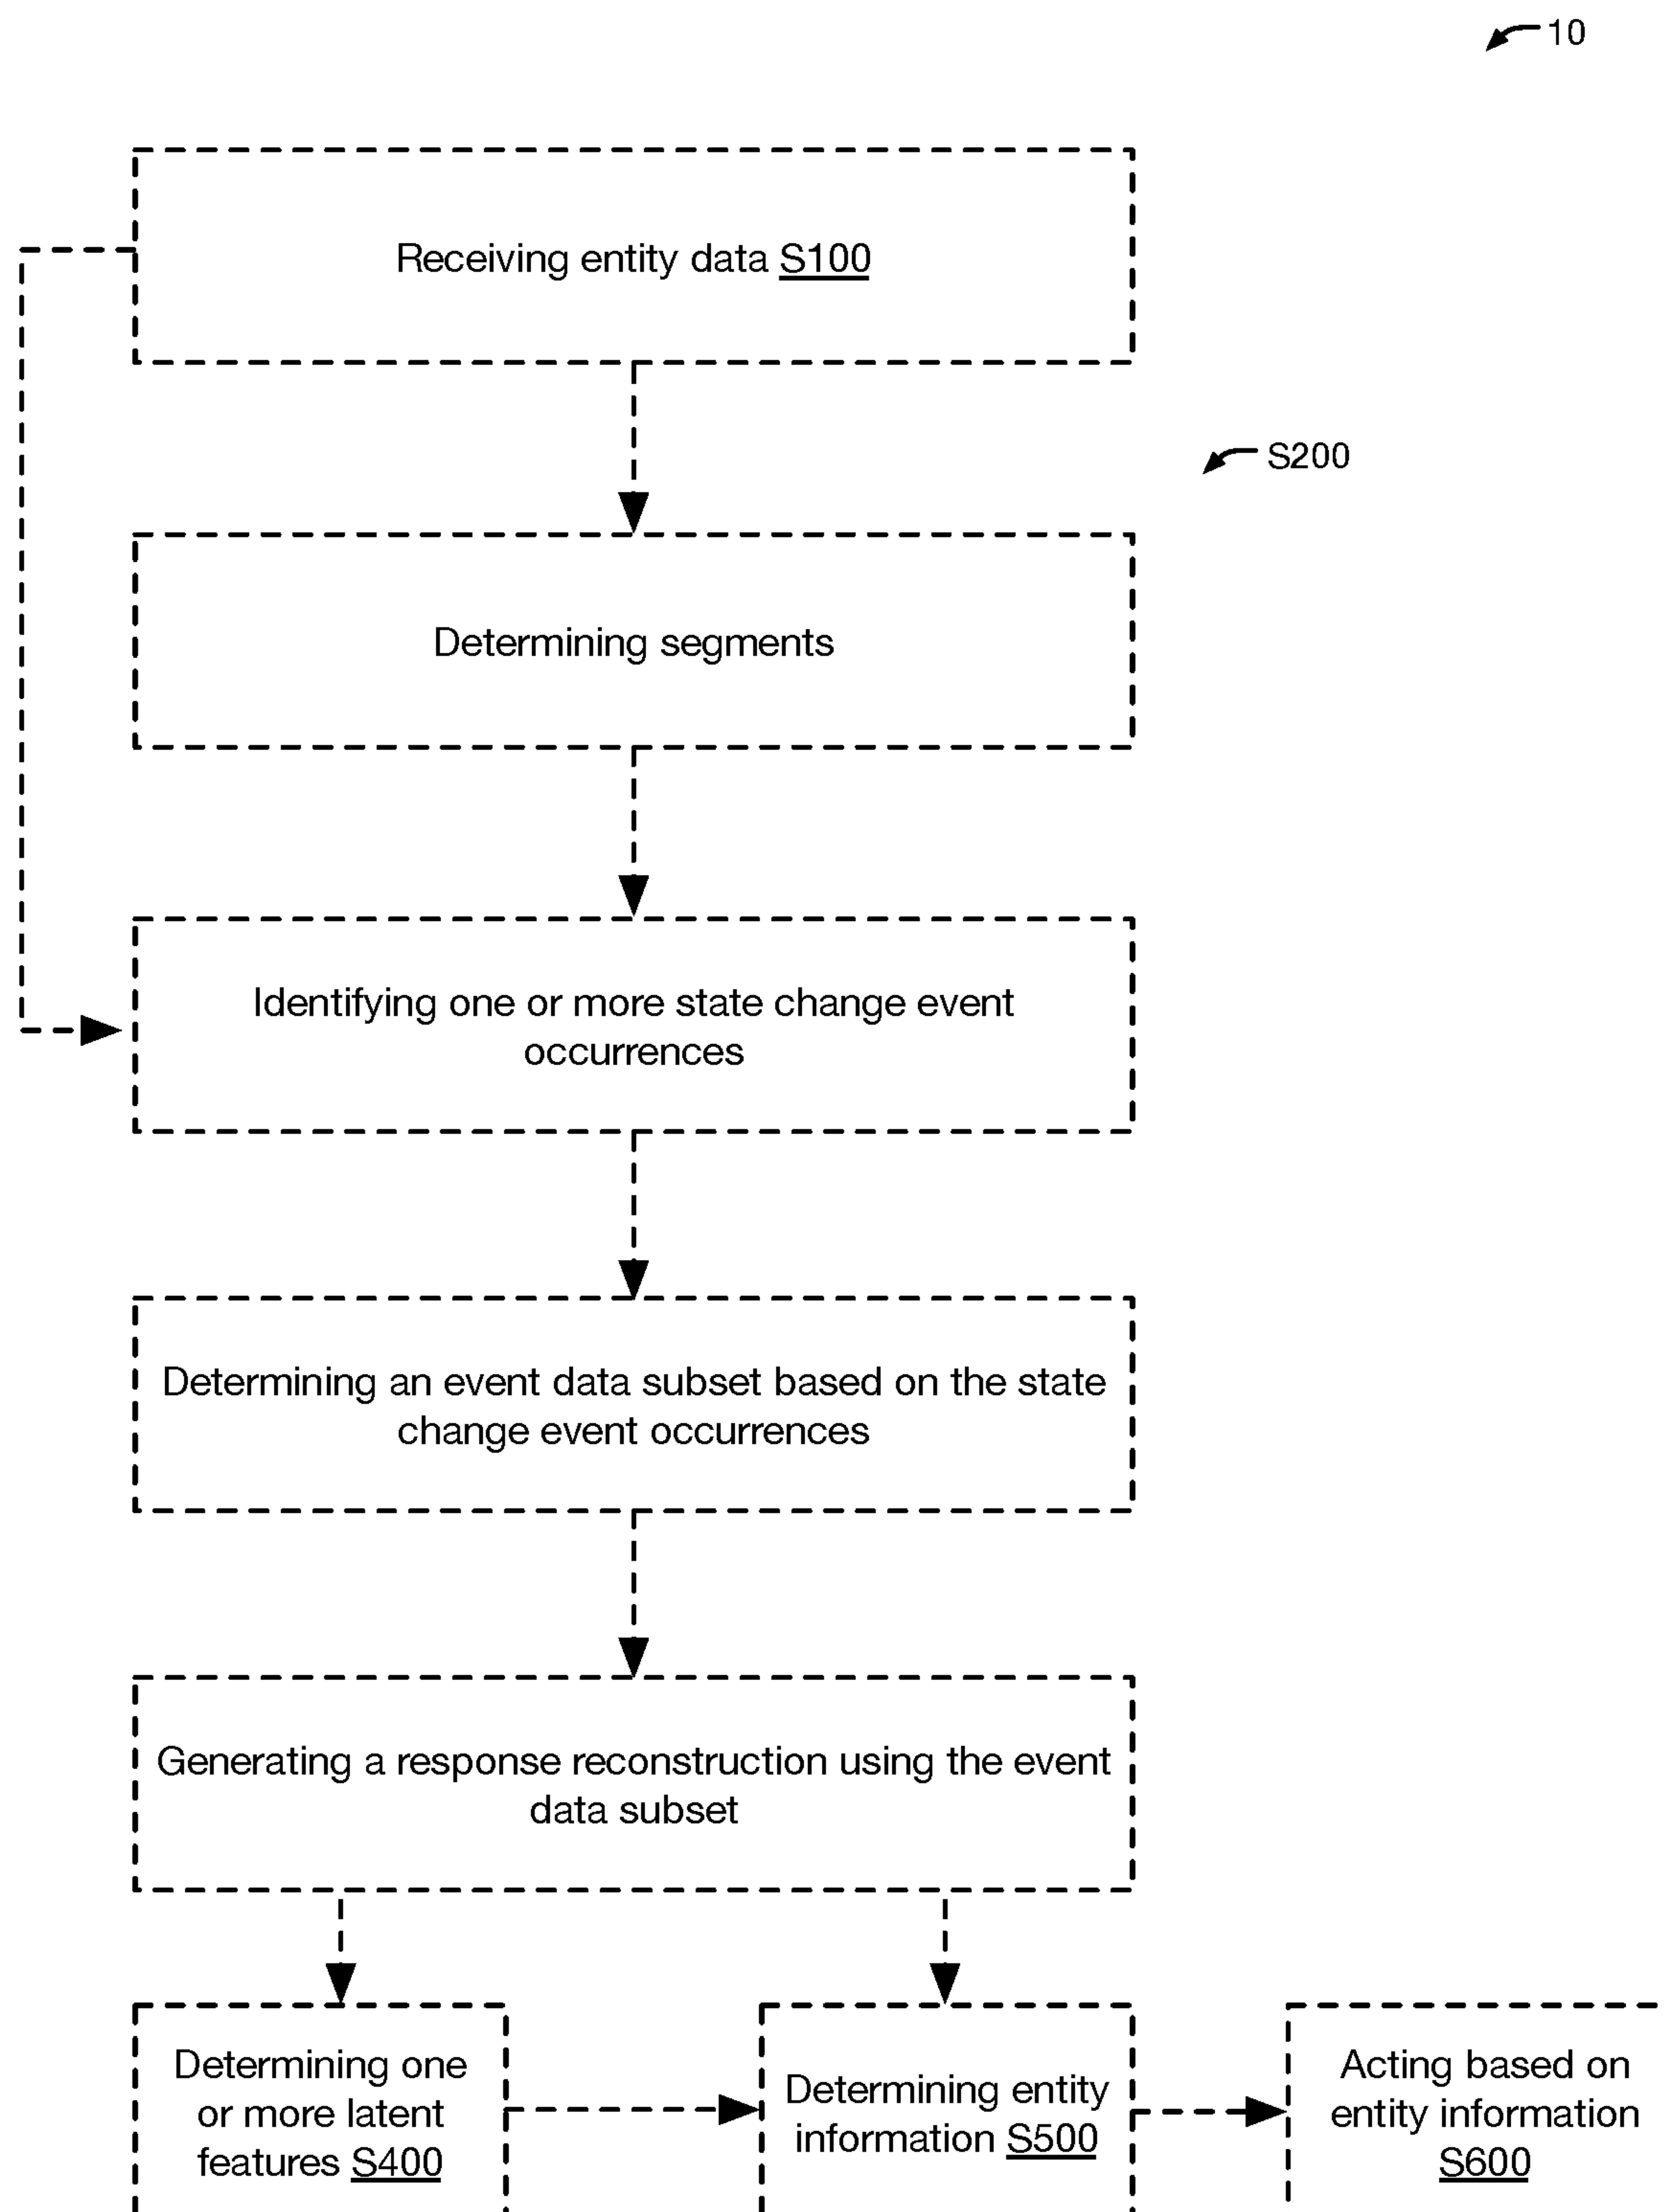 10
Receiving entity data S100
S200
Determining segments
Identifying one or more state change event
occurrences
Determining an event data subset based on the state
change event occurrences
Generating a response reconstruction using the event
data subset
Determining one
or more latent
features S400
Determining entity
information S500
Acting based on
entity information
S600